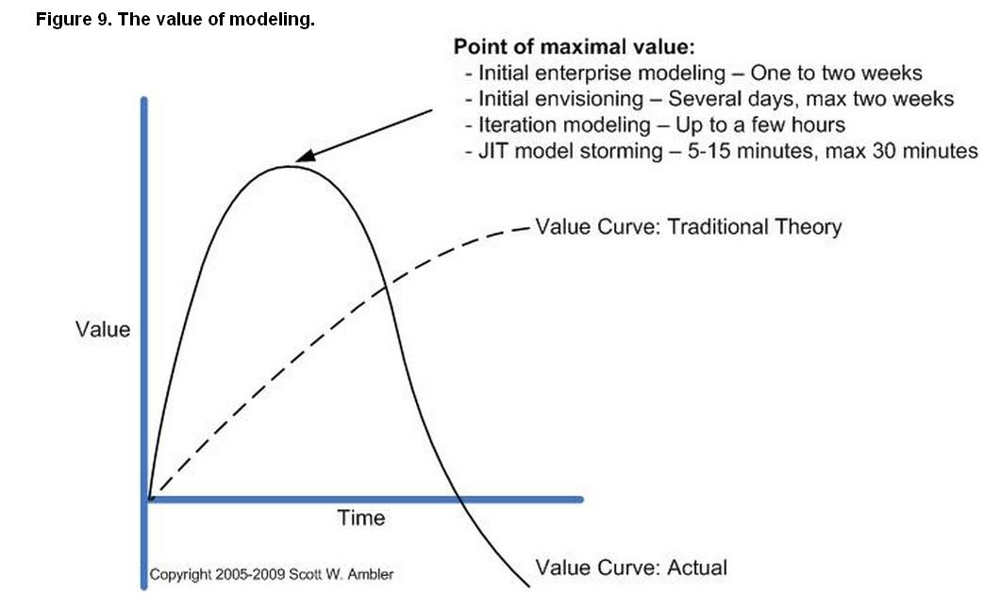 Figure 9. The value of modeling.
Point of maximal value:
- Initial enterprise modeling – One to two weeks
- Initial envisioning – Several days, max two weeks
- Iteration modeling – Up to a few hours
- JIT model storming – 5-15 minutes, max 30 minutes
Value Curve: Traditional Theory
Value
Time
Value Curve: Actual
Copyright 2005-2009 Scott W. Ambler